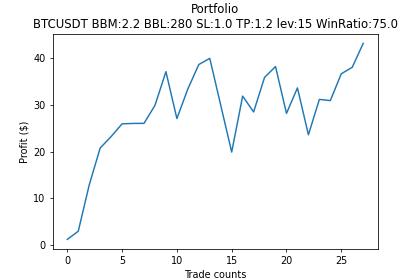 Portfolio
BTCUSDT BBM:2.2 BBL:280 SL:1.0 TP:1.2 lev:15 WinRatio:75.0
40
30
20
10
0
Profit ($)
0 5 10 15 20 25
Trade counts